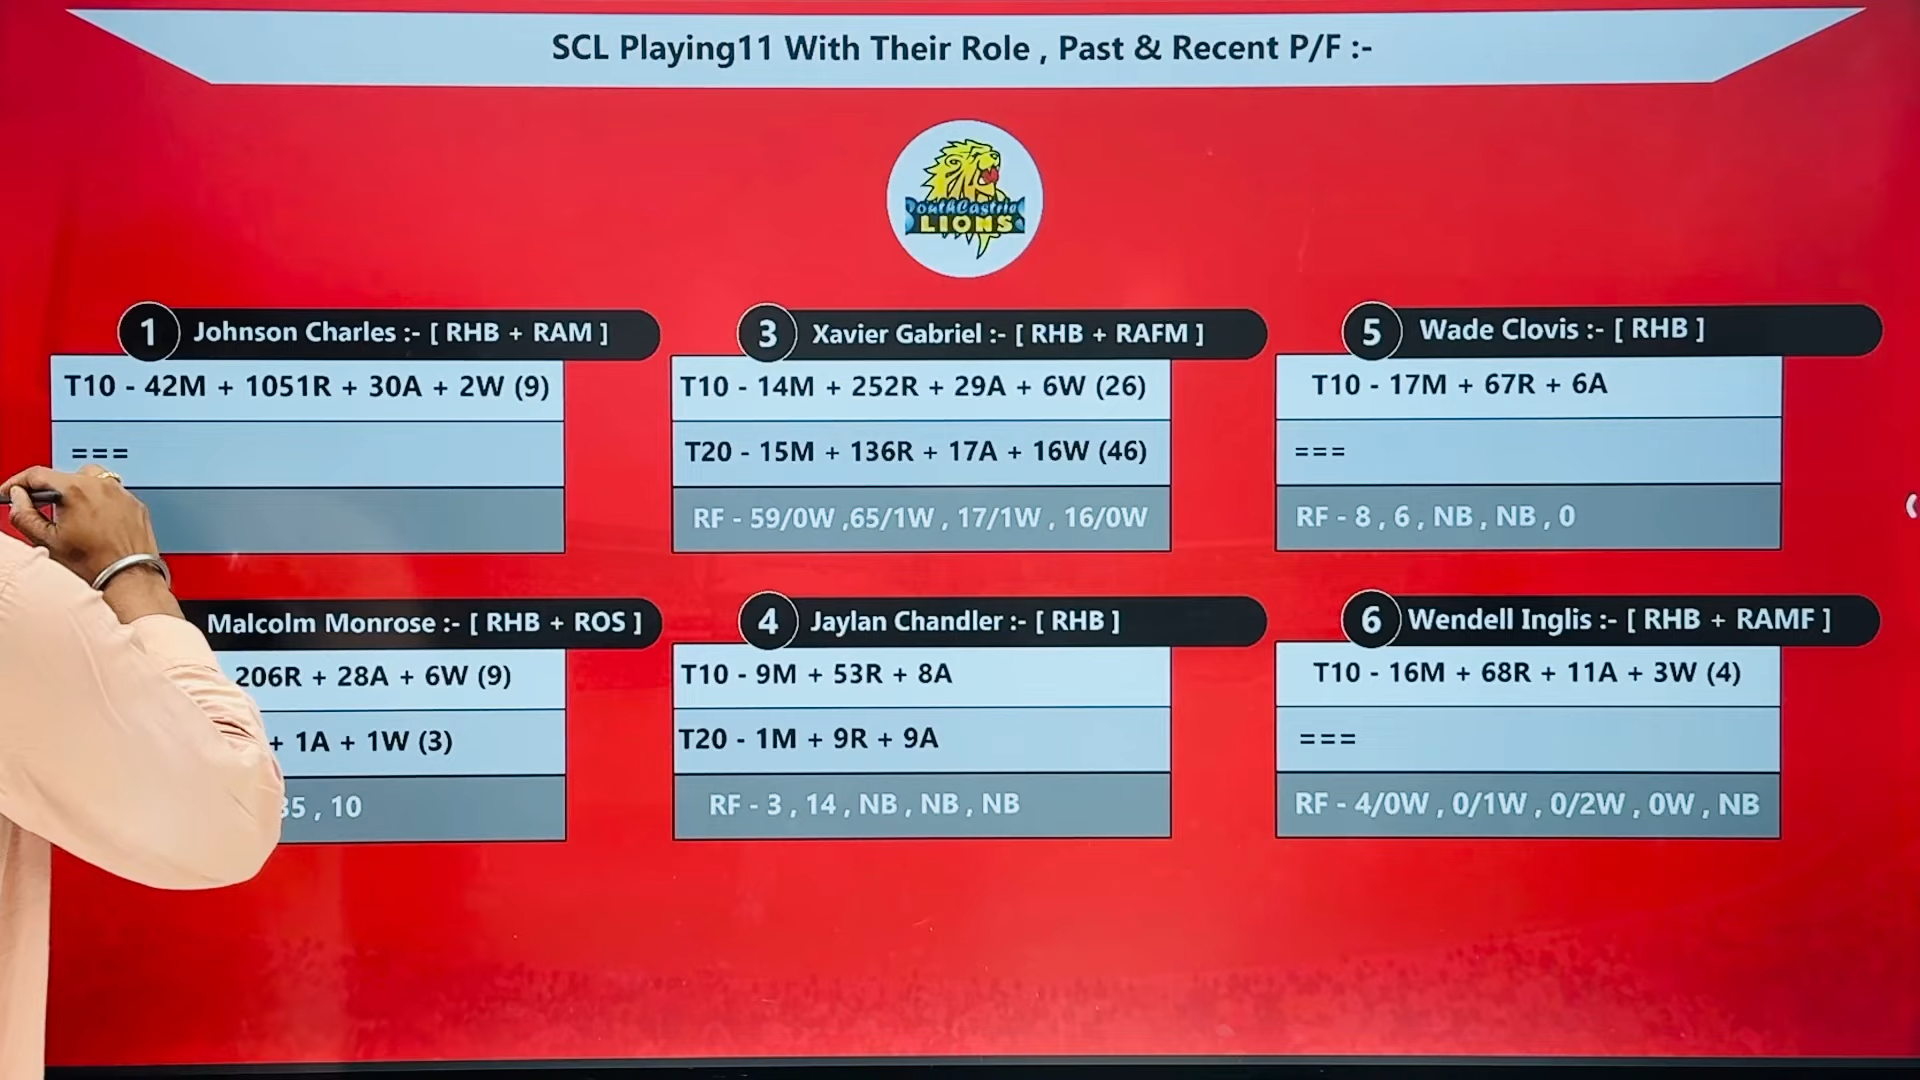 SCL Playing11 With Their Role , Past & Recent P/F :-
SouthCastries
LIONS
1 Johnson Charles :- [ RHB + RAM ]
T10 - 42M + 1051R + 30A + 2W (9)
===
Malcolm Monrose :- [ RHB + ROS ]
206R + 28A + 6W (9)
+ 1A + 1W (3)
35 , 10
3 Xavier Gabriel :- [ RHB + RAFM ]
T10 - 14M + 252R + 29A + 6W (26)
T20 - 15M + 136R + 17A + 16W (46)
RF - 59/0W ,65/1W , 17/1W , 16/0W
4 Jaylan Chandler :- [ RHB ]
T10 - 9M + 53R + 8A
T20 - 1M + 9R + 9A
RF - 3 , 14 , NB , NB , NB
5 Wade Clovis :- [ RHB ]
T10 - 17M + 67R + 6A
===
RF - 8 , 6 , NB , NB , 0
6 Wendell Inglis :- [ RHB + RAMF ]
T10 - 16M + 68R + 11A + 3W (4)
===
RF - 4/0W , 0/1W , 0/2W , 0W , NB